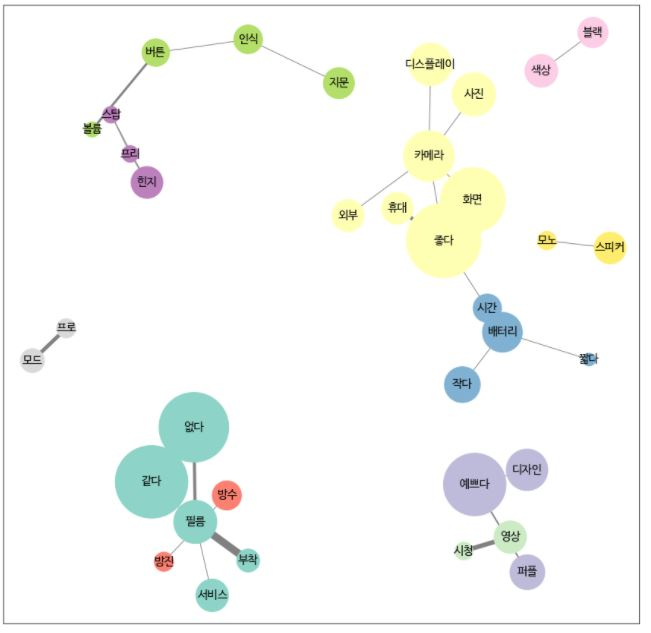 블랙
색상
버튼
인식
지문
볼륨
스탑
프리
힌지
디스플레이
사진
카메라
외부
휴대
화면
좋다
모노
스피커
시간
배터리
짧다
작다
프로
모드
없다
같다
방수
필름
방진
부착
서비스
예쁘다
디자인
영상
시청
퍼플